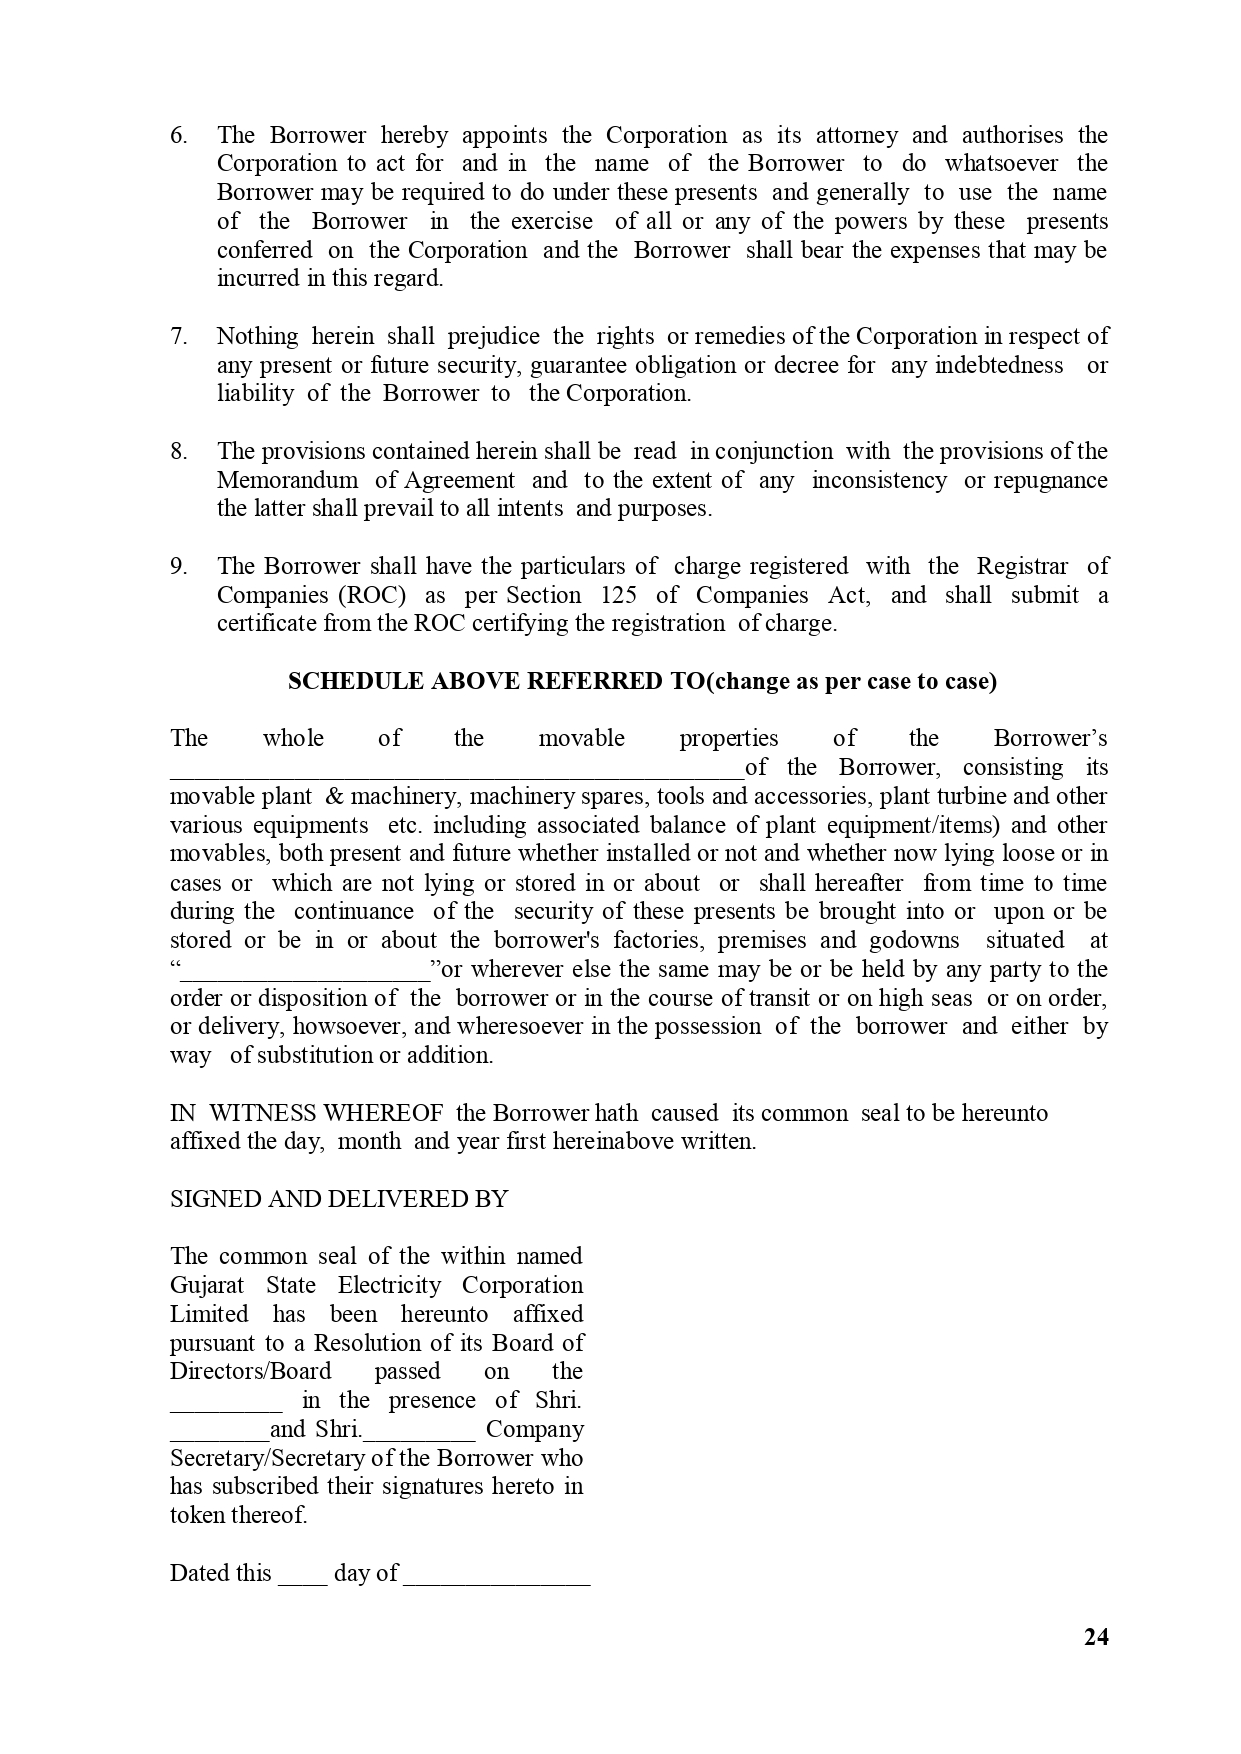 6. The Borrower hereby appoints the Corporation as its attorney and authorises the
Corporation to act for and in the name of the Borrower to do whatsoever the
Borrower may be required to do under these presents and generally to use the name
of the Borrower in the exercise of all or any of the powers by these presents
conferred on the Corporation and the Borrower shall bear the expenses that may be
incurred in this regard.
7. Nothing herein shall prejudice the rights or remedies of the Corporation in respect of
any present or future security, guarantee obligation or decree for any indebtedness or
liability of the Borrower to the Corporation.
8. The provisions contained herein shall be read in conjunction with the provisions of the
Memorandum of Agreement and to the extent of any inconsistency or repugnance
the latter shall prevail to all intents and purposes.
9. The Borrower shall have the particulars of charge registered with the Registrar of
Companies (ROC) as per Section 125 of Companies Act, and shall submit a
certificate from the ROC certifying the registration of charge.
SCHEDULE ABOVE REFERRED TO(change as per case to case)
The whole of the movable properties of the Borrower’s
______________________________________________of the Borrower, consisting its
movable plant & machinery, machinery spares, tools and accessories, plant turbine and other
various equipments etc. including associated balance of plant equipment/items) and other
movables, both present and future whether installed or not and whether now lying loose or in
cases or which are not lying or stored in or about or shall hereafter from time to time
during the continuance of the security of these presents be brought into or upon or be
stored or be in or about the borrower's factories, premises and godowns situated at
“____________________”or wherever else the same may be or be held by any party to the
order or disposition of the borrower or in the course of transit or on high seas or on order,
or delivery, howsoever, and wheresoever in the possession of the borrower and either by
way of substitution or addition.
IN WITNESS WHEREOF the Borrower hath caused its common seal to be hereunto
affixed the day, month and year first hereinabove written.
SIGNED AND DELIVERED BY
The common seal of the within named
Gujarat State Electricity Corporation
Limited has been hereunto affixed
pursuant to a Resolution of its Board of
Directors/Board passed on the
_________ in the presence of Shri.
________and Shri._________ Company
Secretary/Secretary of the Borrower who
has subscribed their signatures hereto in
token thereof.
Dated this ____ day of _______________
24